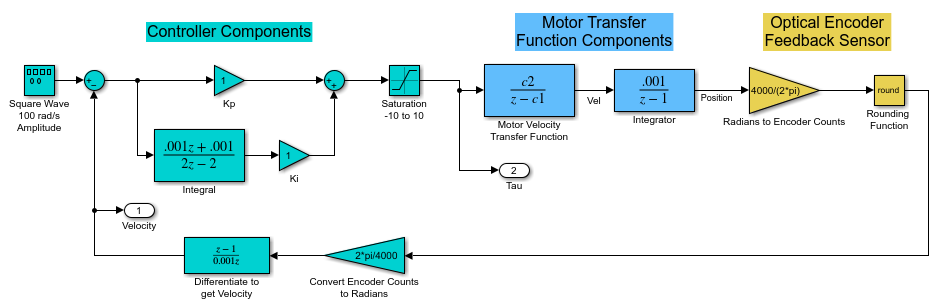 Controller Components
Motor Transfer
Function Components
Optical Encoder
Feedback Sensor
Square Wave
100 rad/s
Amplitude
+
−
1
Kp
+
+
Saturation
-10 to 10
c2
z − c1
Motor Velocity
Transfer Function
Vel
.001
z − 1
Integrator
Position
4000/(2*pi)
Radians to Encoder Counts
round
Rounding
Function
.001z + .001
2z − 2
Integral
1
Ki
2
Tau
1
Velocity
z − 1
0.001z
Differentiate to
get Velocity
2*pi/4000
Convert Encoder Counts
to Radians